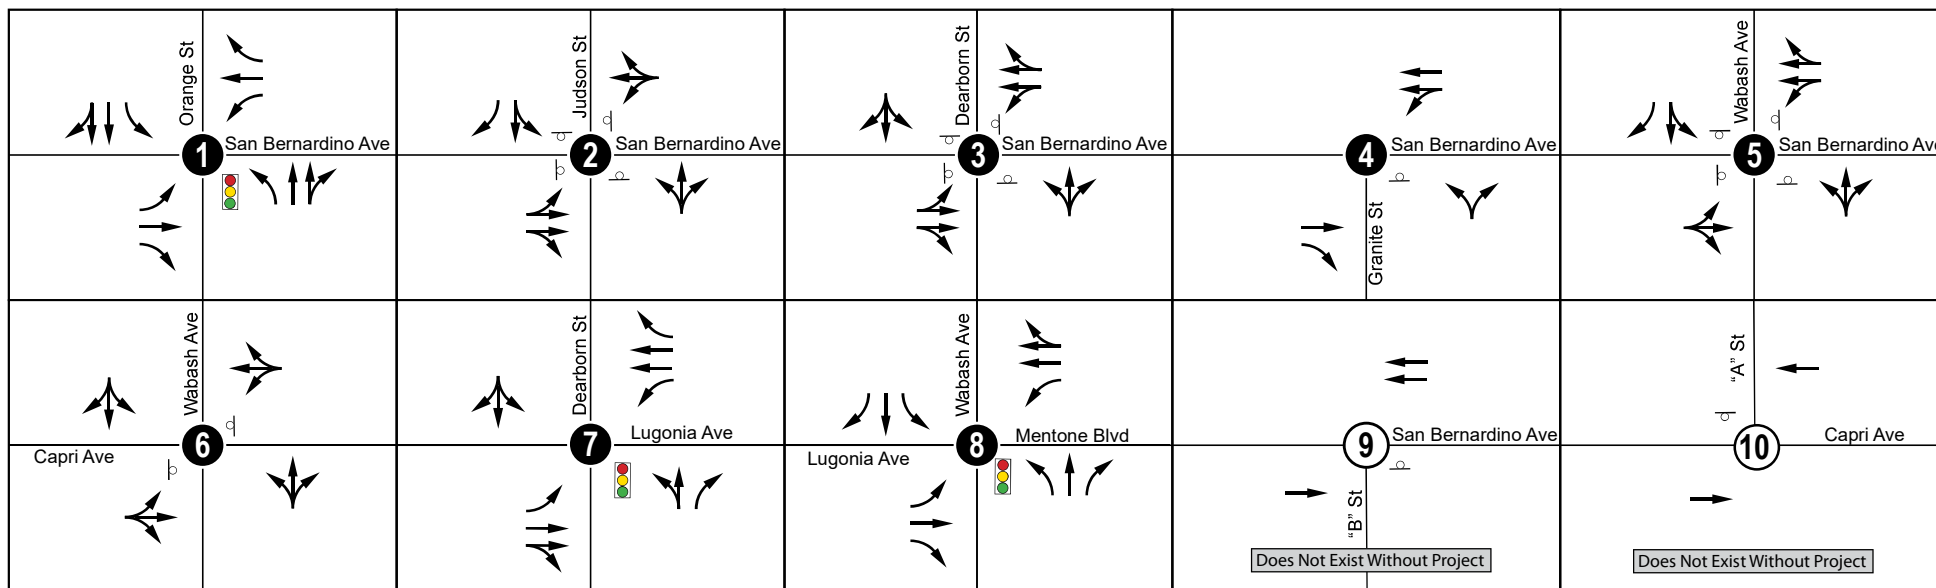 Orange St
San Bernardino Ave
1
Judson St
San Bernardino Ave
2
Dearborn St
San Bernardino Ave
3
San Bernardino Ave
4
Granite St
Wabash Ave
San Bernardino Ave
5
Wabash Ave
6
Capri Ave
Dearborn St
Lugonia Ave
7
Wabash Ave
Mentone Blvd
8
Lugonia Ave
San Bernardino Ave
9
"B" St
Does Not Exist Without Project
"A" St
Capri Ave
10
Does Not Exist Without Project